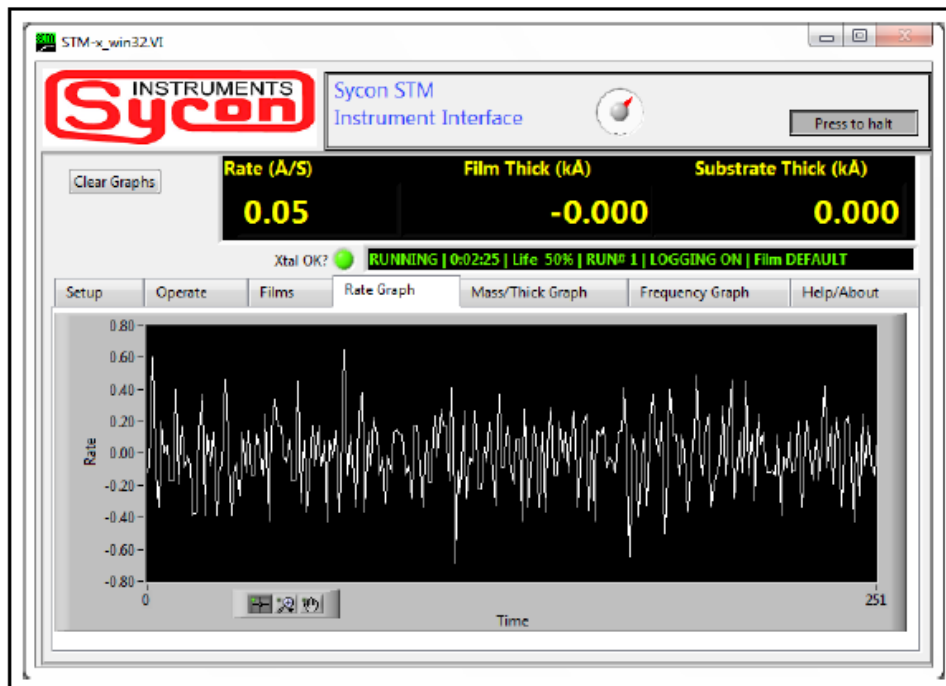 STM-x_win32.VI
INSTRUMENTS
Sycon
Sycon STM
Instrument Interface
Press to halt
Clear Graphs
Rate (Å/S) Film Thick (kÅ) Substrate Thick (kÅ)
0.05 -0.000 0.000
Xtal OK? RUNNING | 0:02:25 | Life 50% | RUN# 1 | LOGGING ON | Film DEFAULT
Setup Operate Films Rate Graph Mass/Thick Graph Frequency Graph Help/About
0.80
0.60
0.40
0.20
0.00
-0.20
-0.40
-0.60
-0.80
Rate
0 251
Time